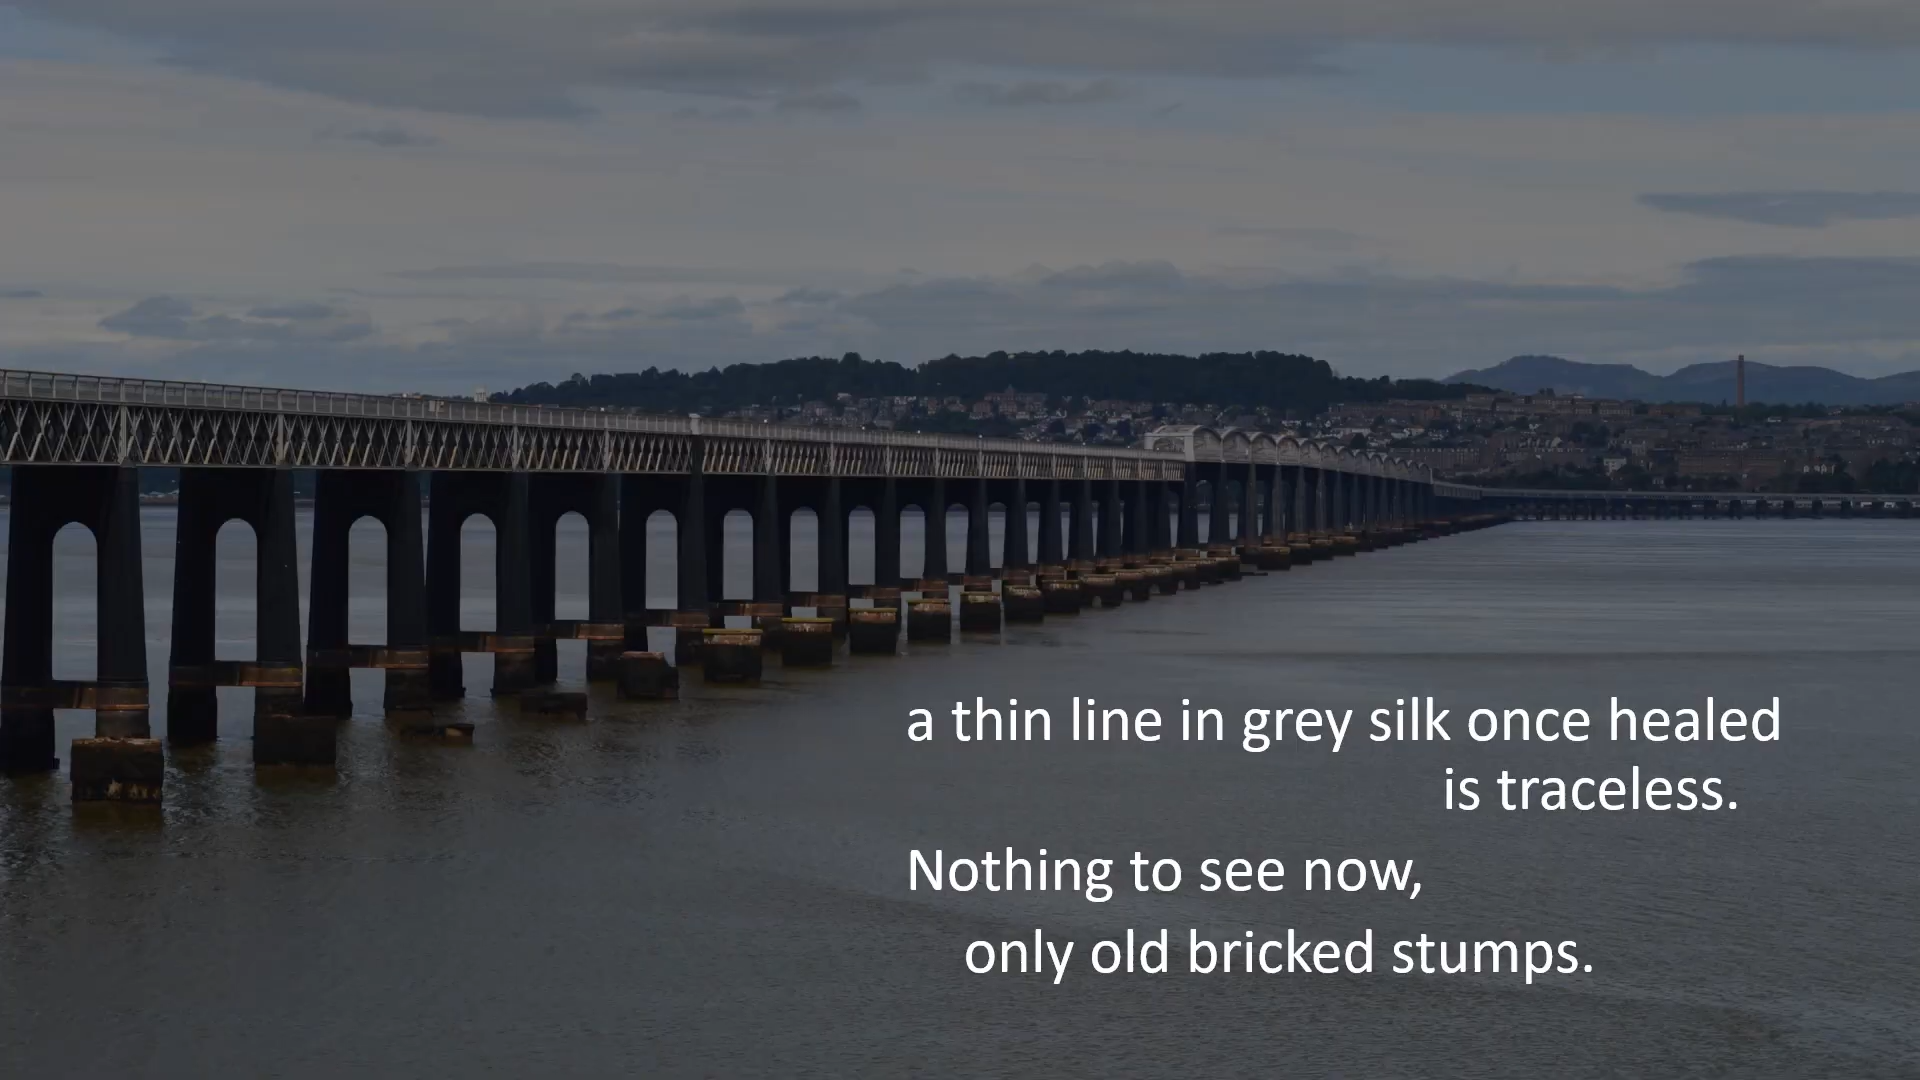 a thin line in grey silk once healed
is traceless.
Nothing to see now,
only old bricked stumps.